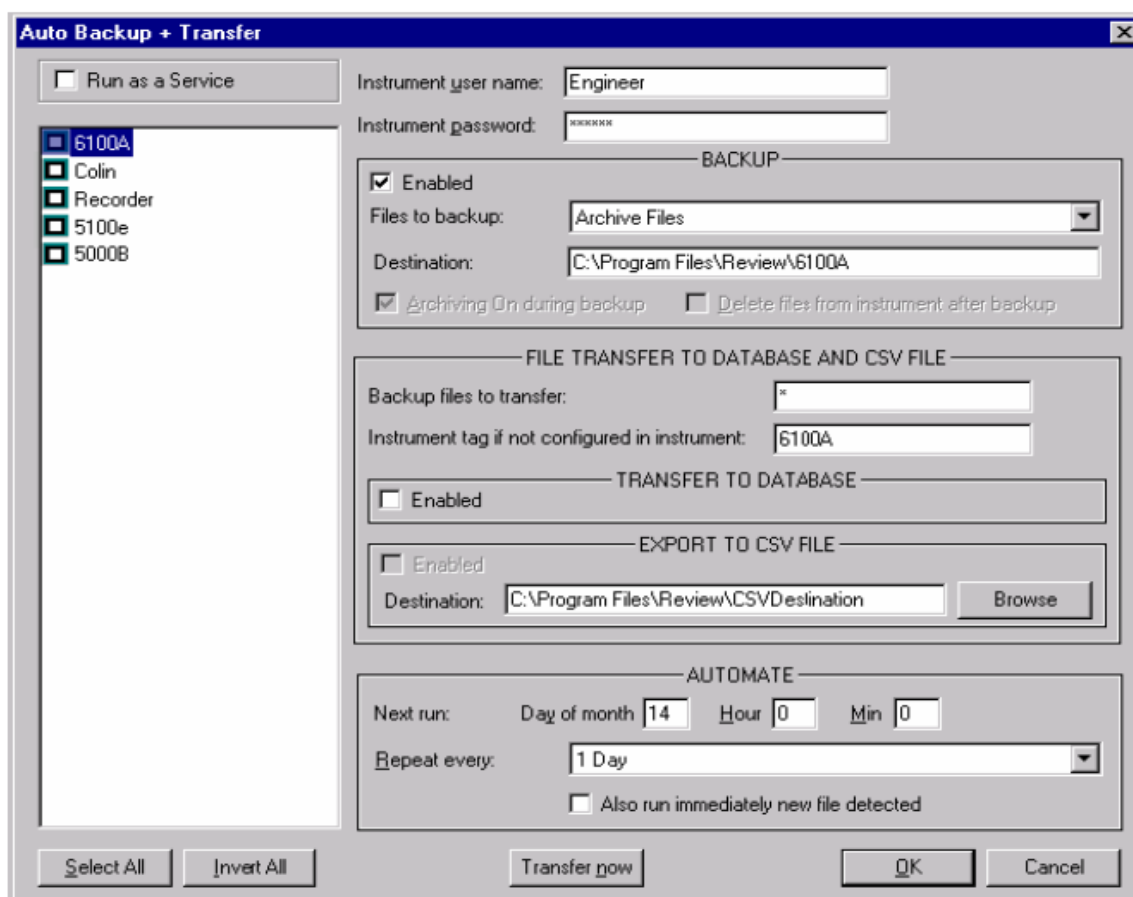 Auto Backup + Transfer
Run as a Service
Instrument user name: Engineer
Instrument password: ******
6100A
Colin
Recorder
5100e
5000B
BACKUP
Enabled
Files to backup: Archive Files
Destination: C:\Program Files\Review\6100A
Archiving On during backup Delete files from instrument after backup
FILE TRANSFER TO DATABASE AND CSV FILE
Backup files to transfer: *
Instrument tag if not configured in instrument: 6100A
TRANSFER TO DATABASE
Enabled
EXPORT TO CSV FILE
Enabled
Destination: C:\Program Files\Review\CSVDestination Browse
AUTOMATE
Next run: Day of month 14 Hour 0 Min 0
Repeat every: 1 Day
Also run immediately new file detected
Select All Invert All Transfer now OK Cancel